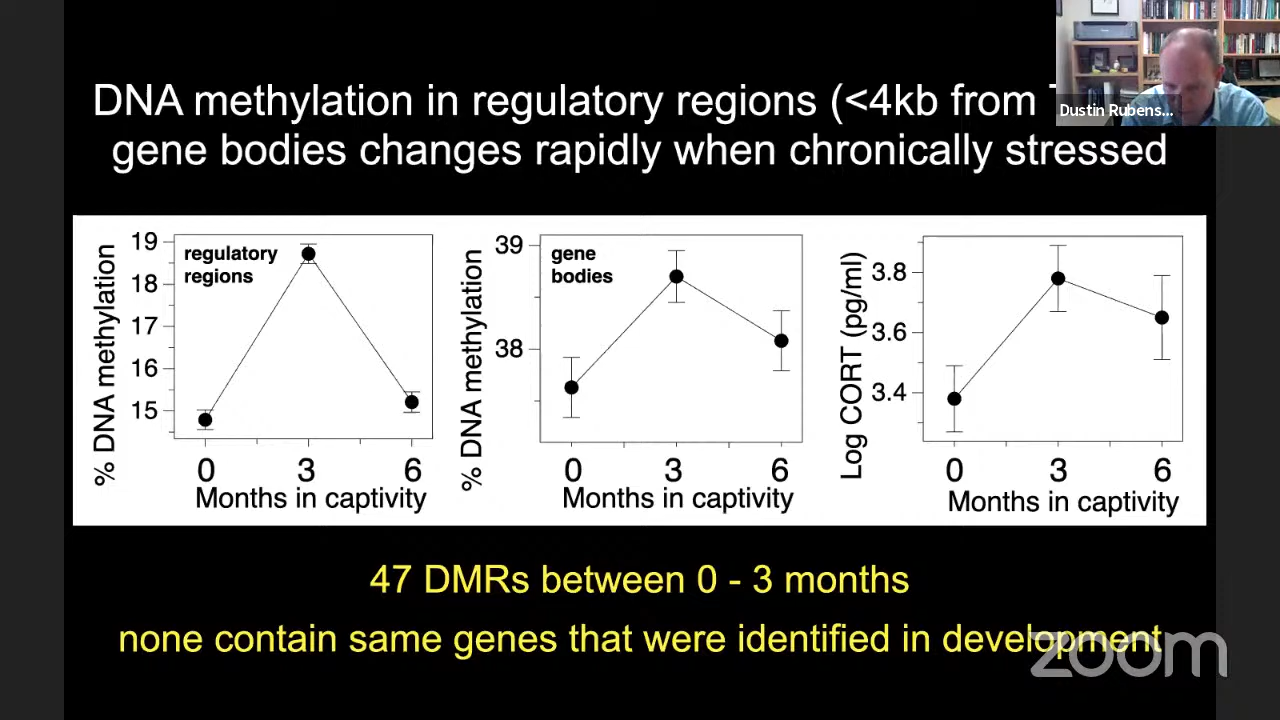 DNA methylation in regulatory regions (<4kb from
gene bodies changes rapidly when chronically stressed
Dustin Rubens...
% DNA methylation
19
18
17
16
15
regulatory
regions
0 3 6
Months in captivity
% DNA methylation
39
38
gene
bodies
0 3 6
Months in captivity
Log CORT (pg/ml)
3.8
3.6
3.4
0 3 6
Months in captivity
47 DMRs between 0 - 3 months
none contain same genes that were identified in development
zoom